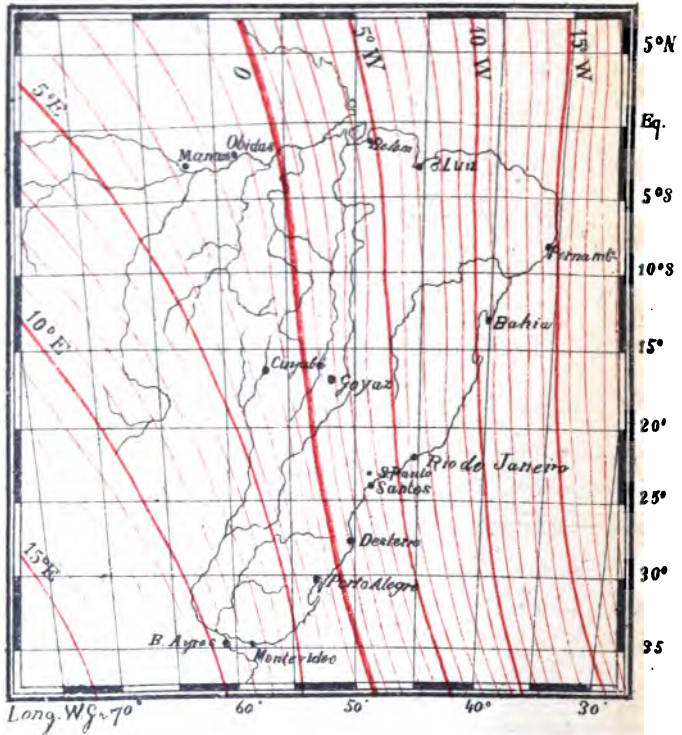 5°N
0
5°W
10 W
15° W
5°E
Eq.
Obidas
Manaus
Belem
S Luiz
5°S
Pernamb.
10°S
10°E
Bahia
15°
Cuyabá
Goyaz
20°
Rio de Janeiro
S.Paulo
Santos
25°
Desterro
15°E
30°
Porto Alegre
B. Ayres
Montevideo
35
Long. W.Gr. 70°
60°
50°
40°
30°